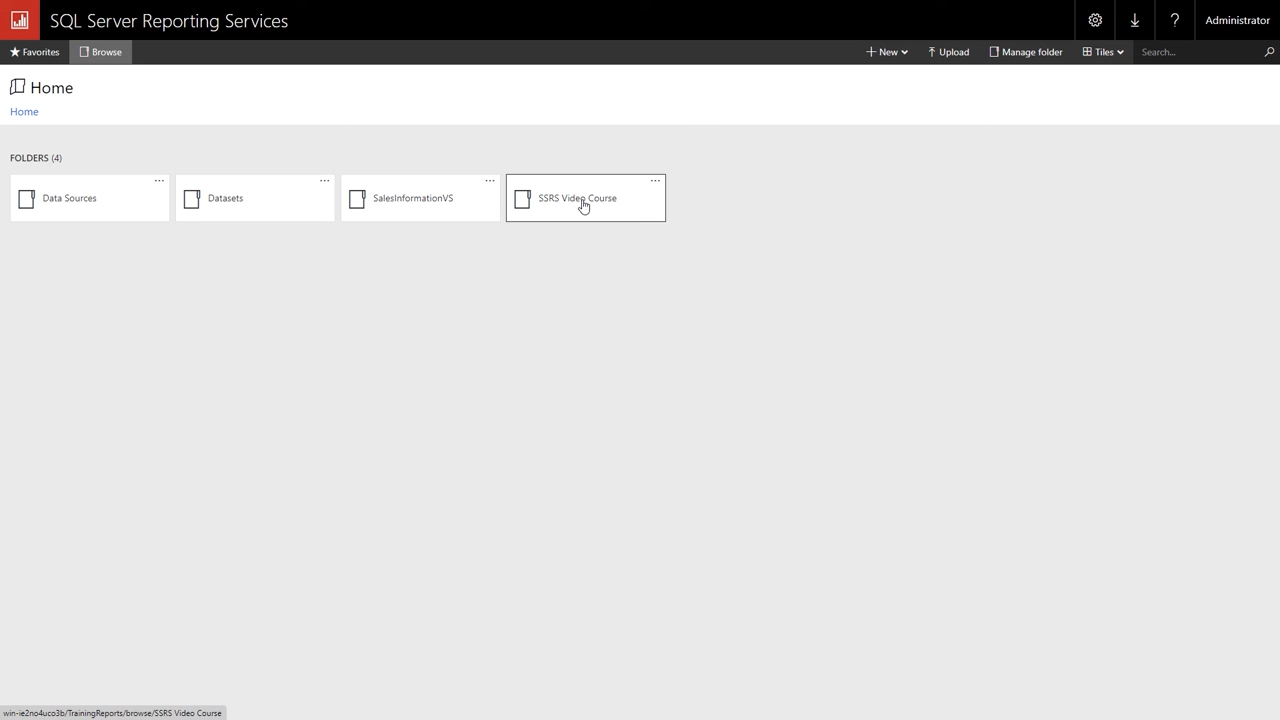 SQL Server Reporting Services
?
Administrator
Favorites
Browse
New
Upload
Manage folder
Tiles
Search...
Home
Home
FOLDERS (4)
...
...
...
...
Data Sources
Datasets
SalesInformationVS
SSRS Video Course
win-ie2no4uco3b/TrainingReports/browse/SSRS Video Course